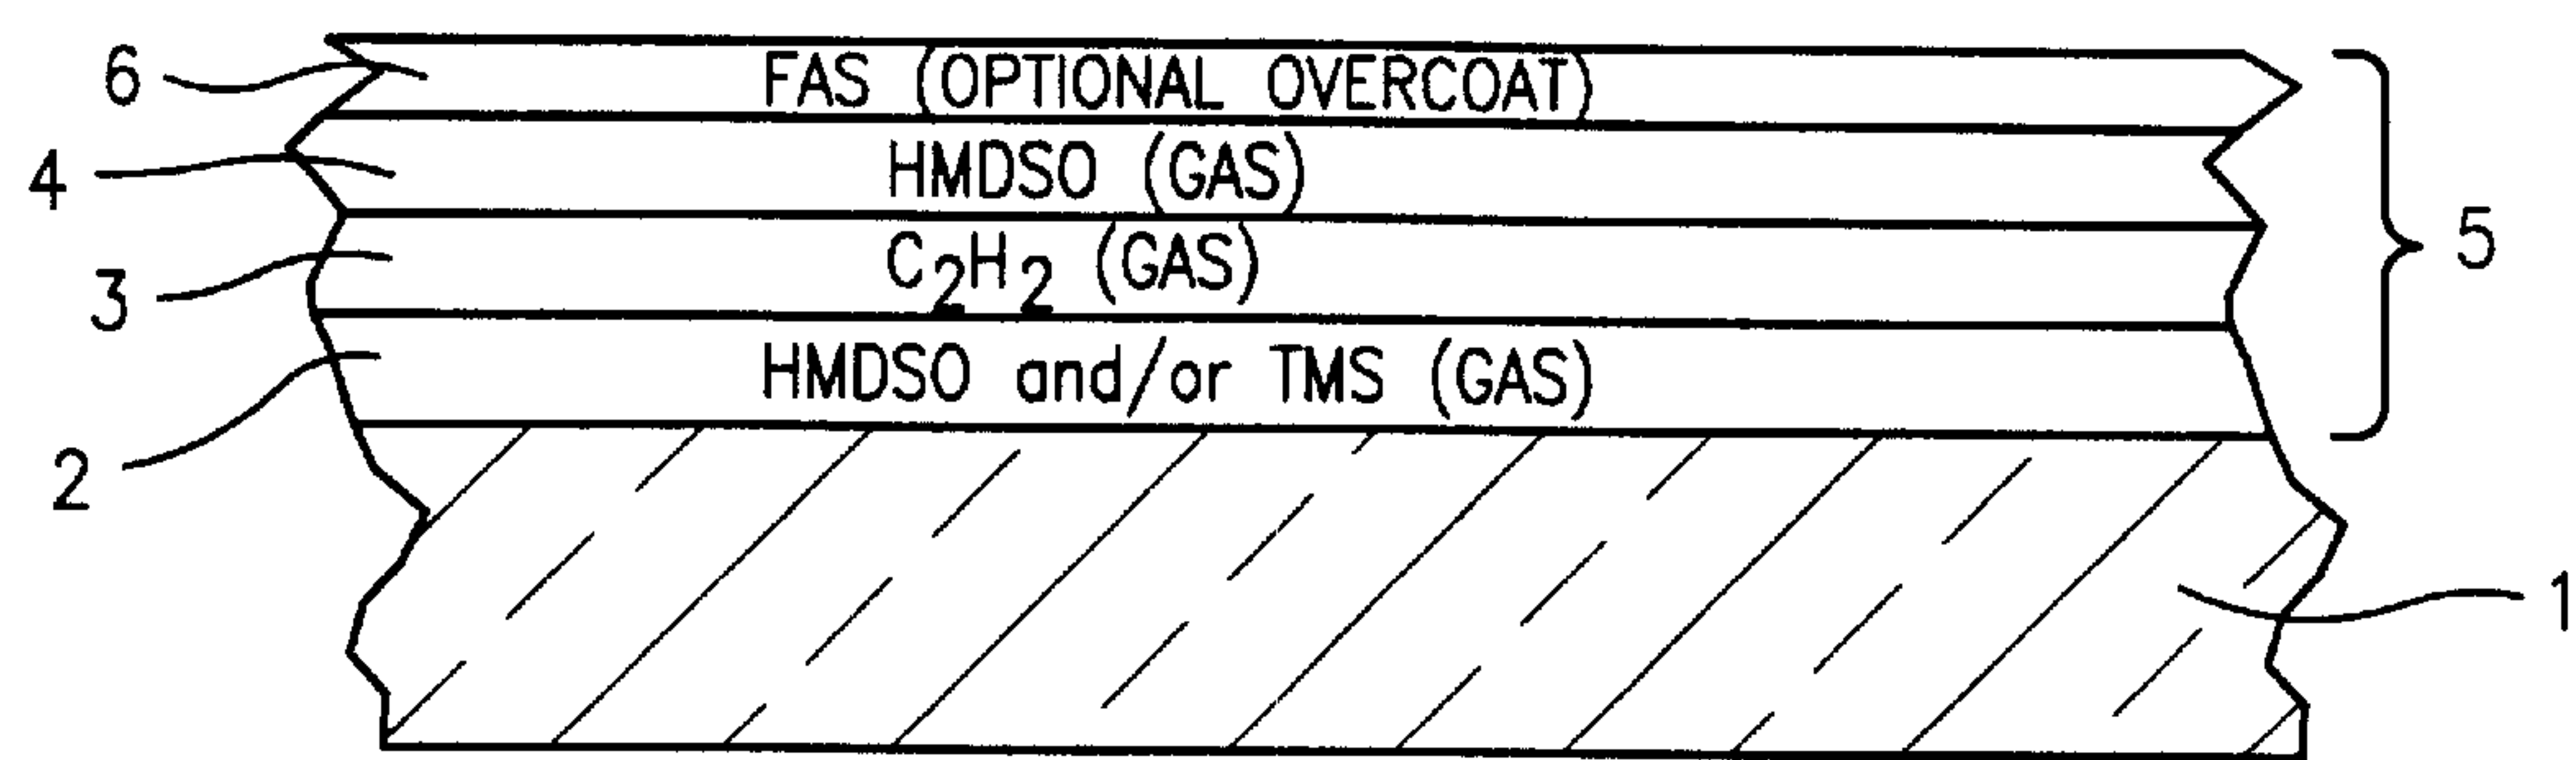 6 FAS (OPTIONAL OVERCOAT)
4 HMDSO (GAS)
5
3 C2H2 (GAS)
2 HMDSO and/or TMS (GAS)
1